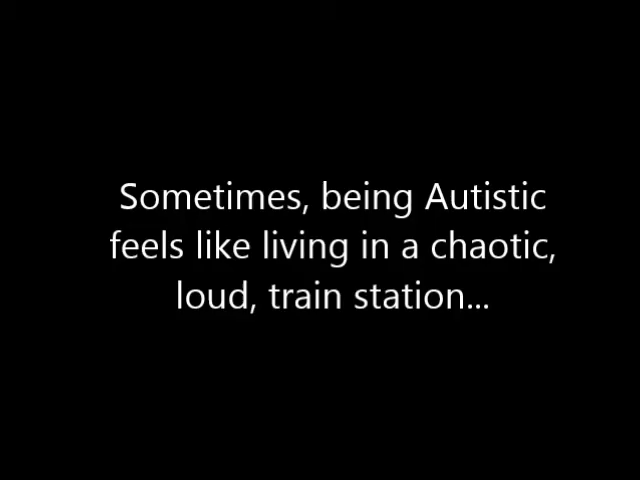 Sometimes, being Autistic
feels like living in a chaotic,
loud, train station...